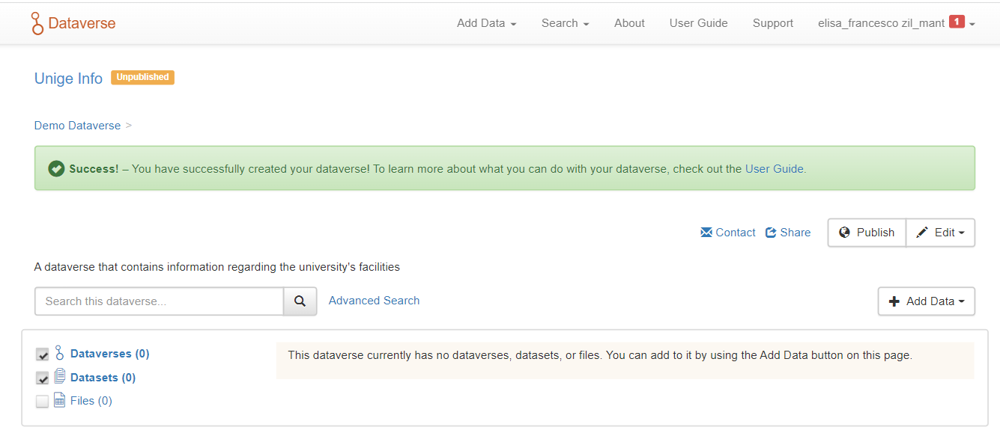 Dataverse Add Data Search About User Guide Support elisa_francesco zil_mant 1
Unige Info Unpublished
Demo Dataverse >
Success! – You have successfully created your dataverse! To learn more about what you can do with your dataverse, check out the User Guide.
Contact Share Publish Edit
A dataverse that contains information regarding the university's facilities
Search this dataverse... Advanced Search Add Data
Dataverses (0) This dataverse currently has no dataverses, datasets, or files. You can add to it by using the Add Data button on this page.
Datasets (0)
Files (0)